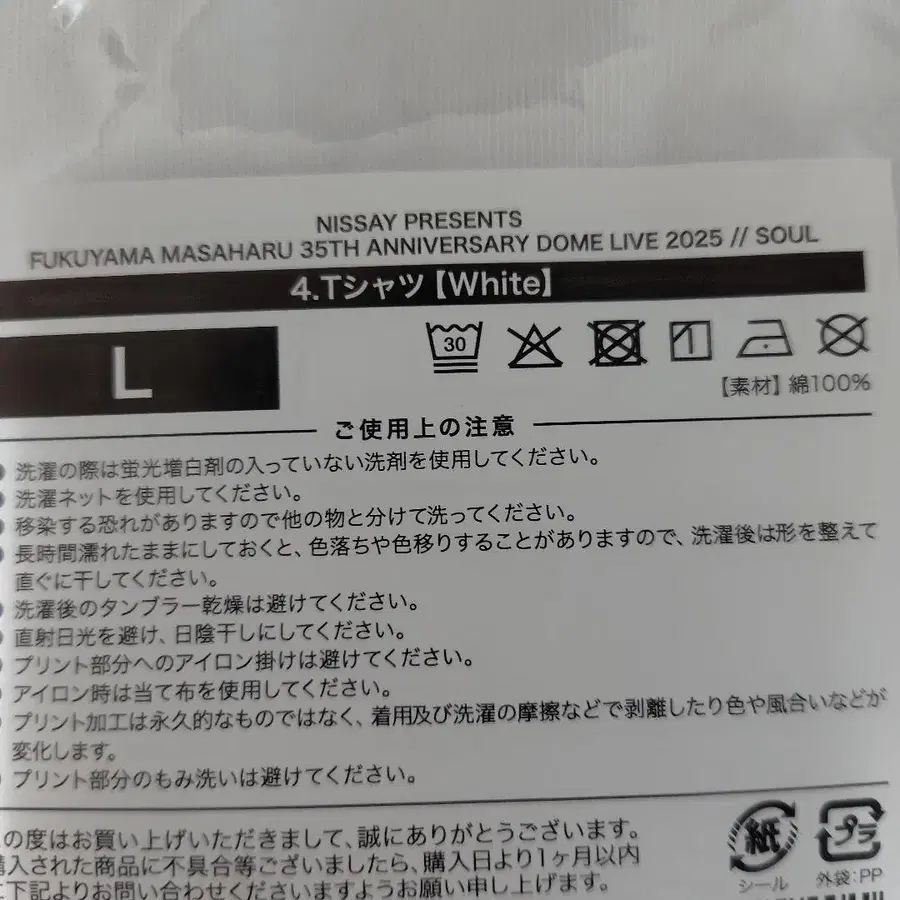 NISSAY PRESENTS
FUKUYAMA MASAHARU 35TH ANNIVERSARY DOME LIVE 2025 // SOUL
4.Tシャツ【White】
L
30
【素材】綿100%
ご使用上の注意
● 洗濯の際は蛍光増白剤の入っていない洗剤を使用してください。
● 洗濯ネットを使用してください。
● 移染する恐れがありますので他の物と分けて洗ってください。
● 長時間濡れたままにしておくと、色落ちや色移りすることがありますので、洗濯後は形を整えて
直ぐに干してください。
● 洗濯後のタンブラー乾燥は避けてください。
● 直射日光を避け、日陰干しにしてください。
● プリント部分へのアイロン掛けは避けてください。
● アイロン時は当て布を使用してください。
● プリント加工は永久的なものではなく、着用及び洗濯の摩擦などで剥離したり色や風合いなどが
変化します。
● プリント部分のもみ洗いは避けてください。
の度はお買い上げいただきまして、誠にありがとうございます。
購入された商品に不具合等ございましたら、購入日より1ヶ月以内
に下記よりお問い合わせくださいますようお願い申し上げます。
紙
シール
プラ
外袋:PP